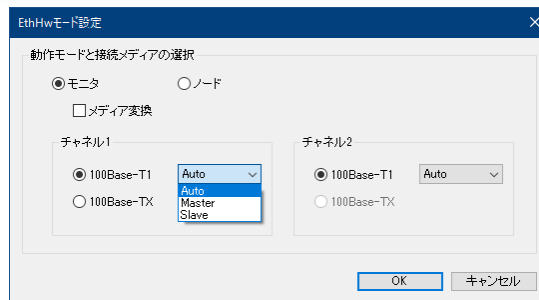 EthHwモード設定
動作モードと接続メディアの選択
モニタ ノード
メディア変換
チャネル1 チャネル2
100Base-T1 Auto 100Base-T1 Auto
Auto
100Base-TX Master 100Base-TX
Slave
OK キャンセル